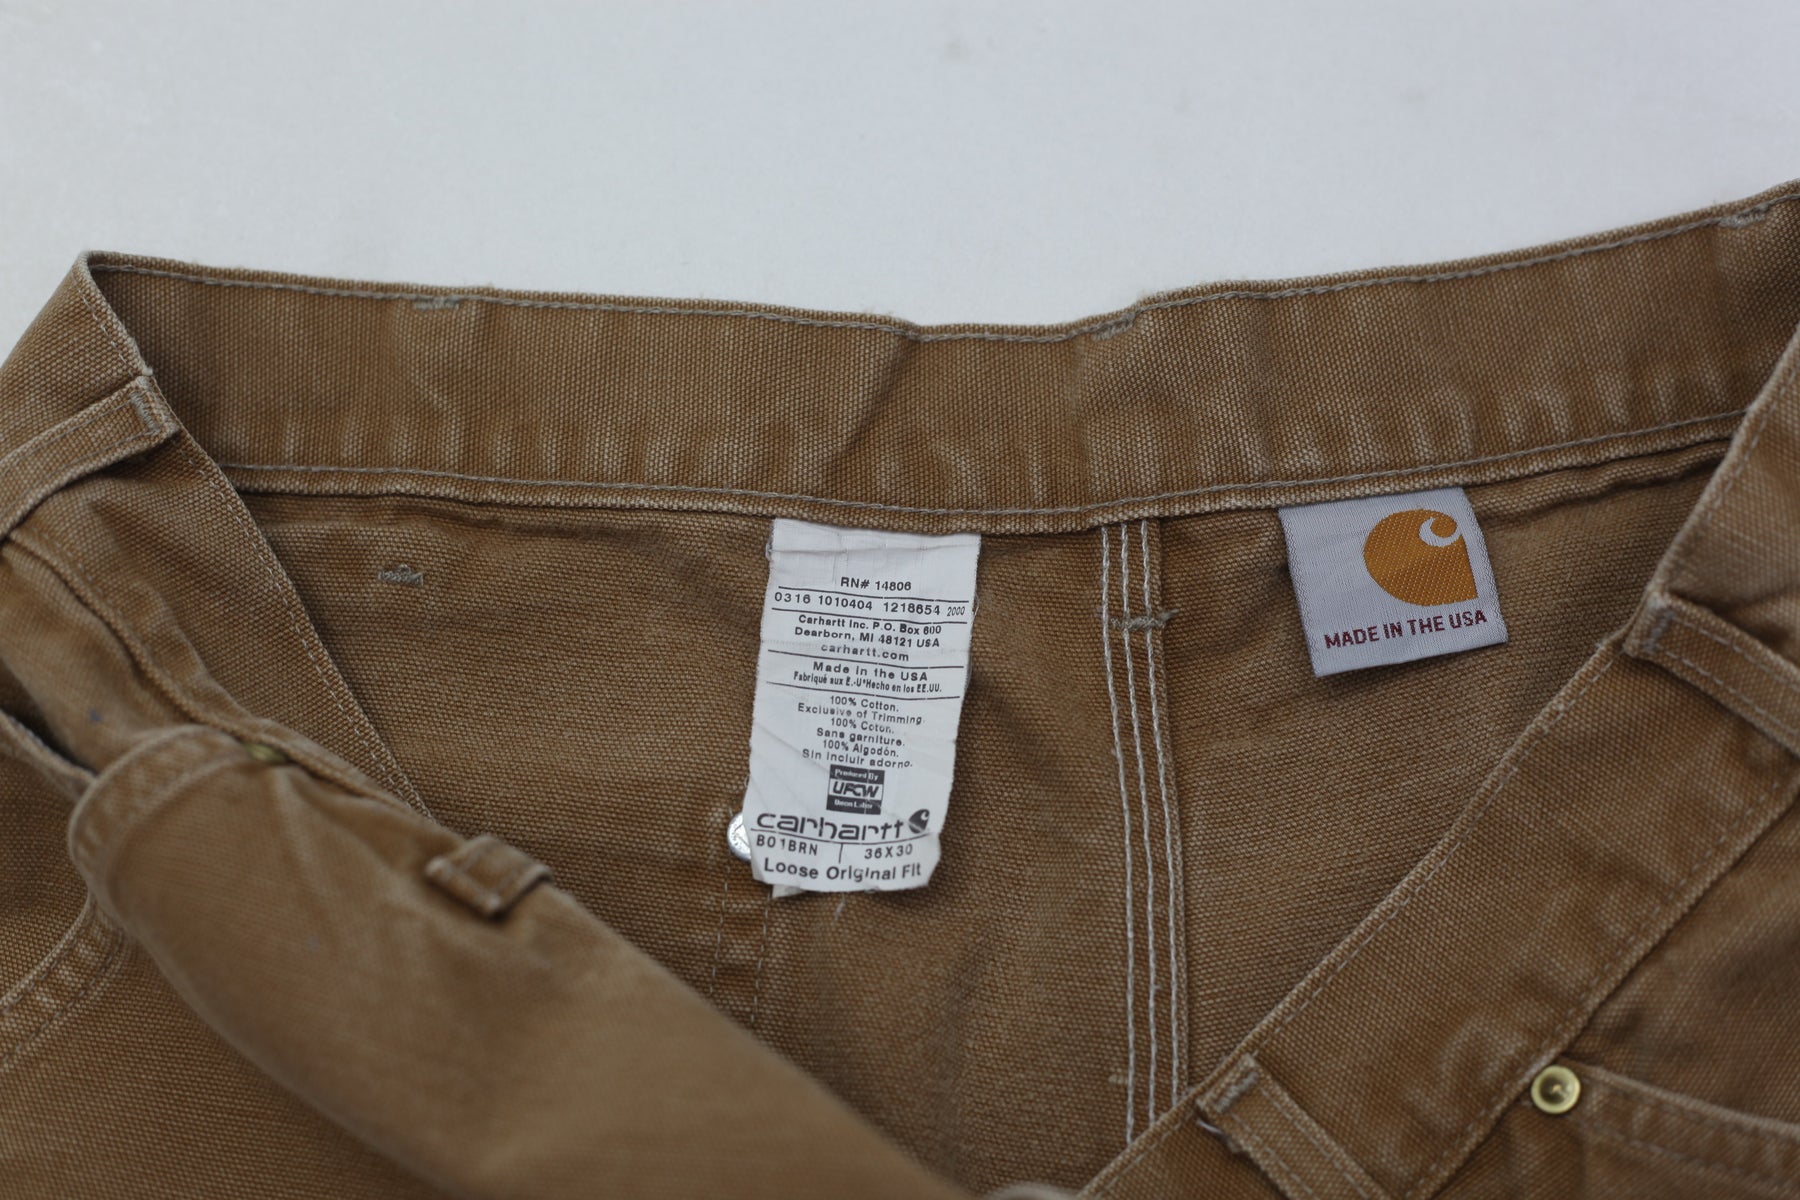 RN# 14806
0316 1010404 1218654 2000
Carhartt Inc. P.O. Box 600
Dearborn, MI 48121 USA
carhartt.com
Made in the USA
Fabriqué aux É.-U*Hecho en los EE.UU.
100% Cotton.
Exclusive of Trimming.
100% Coton.
Sans garniture.
100% Algodón.
Sin incluir adorno.
Produced By
UFCW
Union Label
carhartt
B01BRN | 36X30
Loose Original Fit
MADE IN THE USA